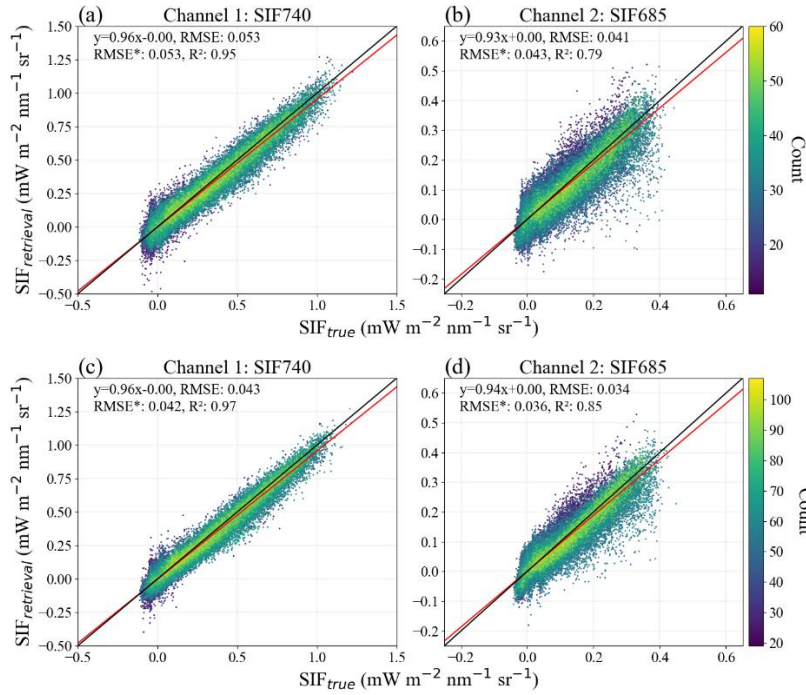 (a) Channel 1: SIF740
y=0.96x-0.00, RMSE: 0.053
RMSE*: 0.053, R²: 0.95
1.50
1.25
1.00
0.75
0.50
0.25
0.00
−0.25
−0.50
−0.5 0.0 0.5 1.0 1.5
SIFretrieval (mW m−2 nm−1 sr−1)
(b) Channel 2: SIF685
y=0.93x+0.00, RMSE: 0.041
RMSE*: 0.043, R²: 0.79
0.6
0.5
0.4
0.3
0.2
0.1
0.0
−0.1
−0.2
−0.2 0.0 0.2 0.4 0.6
60
50
40
30
20
Count
SIFtrue (mW m−2 nm−1 sr−1)
(c) Channel 1: SIF740
y=0.96x-0.00, RMSE: 0.043
RMSE*: 0.042, R²: 0.97
1.50
1.25
1.00
0.75
0.50
0.25
0.00
−0.25
−0.50
−0.5 0.0 0.5 1.0 1.5
SIFretrieval (mW m−2 nm−1 sr−1)
(d) Channel 2: SIF685
y=0.94x+0.00, RMSE: 0.034
RMSE*: 0.036, R²: 0.85
0.6
0.5
0.4
0.3
0.2
0.1
0.0
−0.1
−0.2
−0.2 0.0 0.2 0.4 0.6
100
90
80
70
60
50
40
30
20
Count
SIFtrue (mW m−2 nm−1 sr−1)